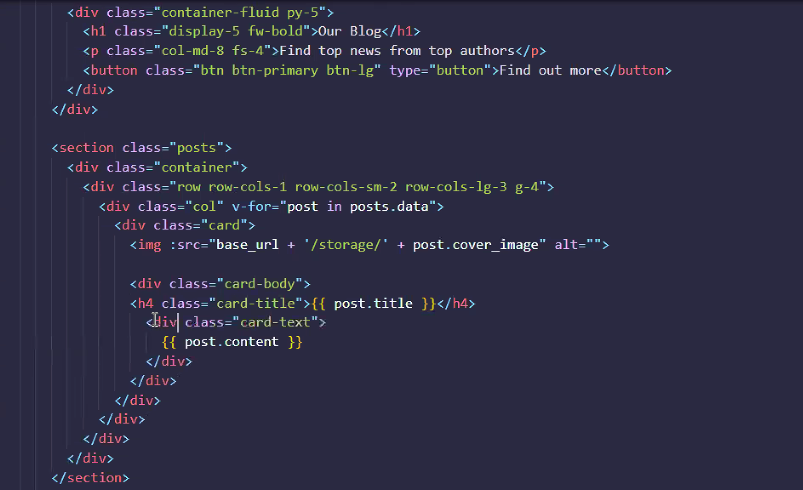 <div class="container-fluid py-5">
<h1 class="display-5 fw-bold">Our Blog</h1>
<p class="col-md-8 fs-4">Find top news from top authors</p>
<button class="btn btn-primary btn-lg" type="button">Find out more</button>
</div>
</div>
<section class="posts">
<div class="container">
<div class="row row-cols-1 row-cols-sm-2 row-cols-lg-3 g-4">
<div class="col" v-for="post in posts.data">
<div class="card">
<img :src="base_url + '/storage/' + post.cover_image" alt="">
<div class="card-body">
<h4 class="card-title">{{ post.title }}</h4>
<div class="card-text">
{{ post.content }}
</div>
</div>
</div>
</div>
</div>
</div>
</section>